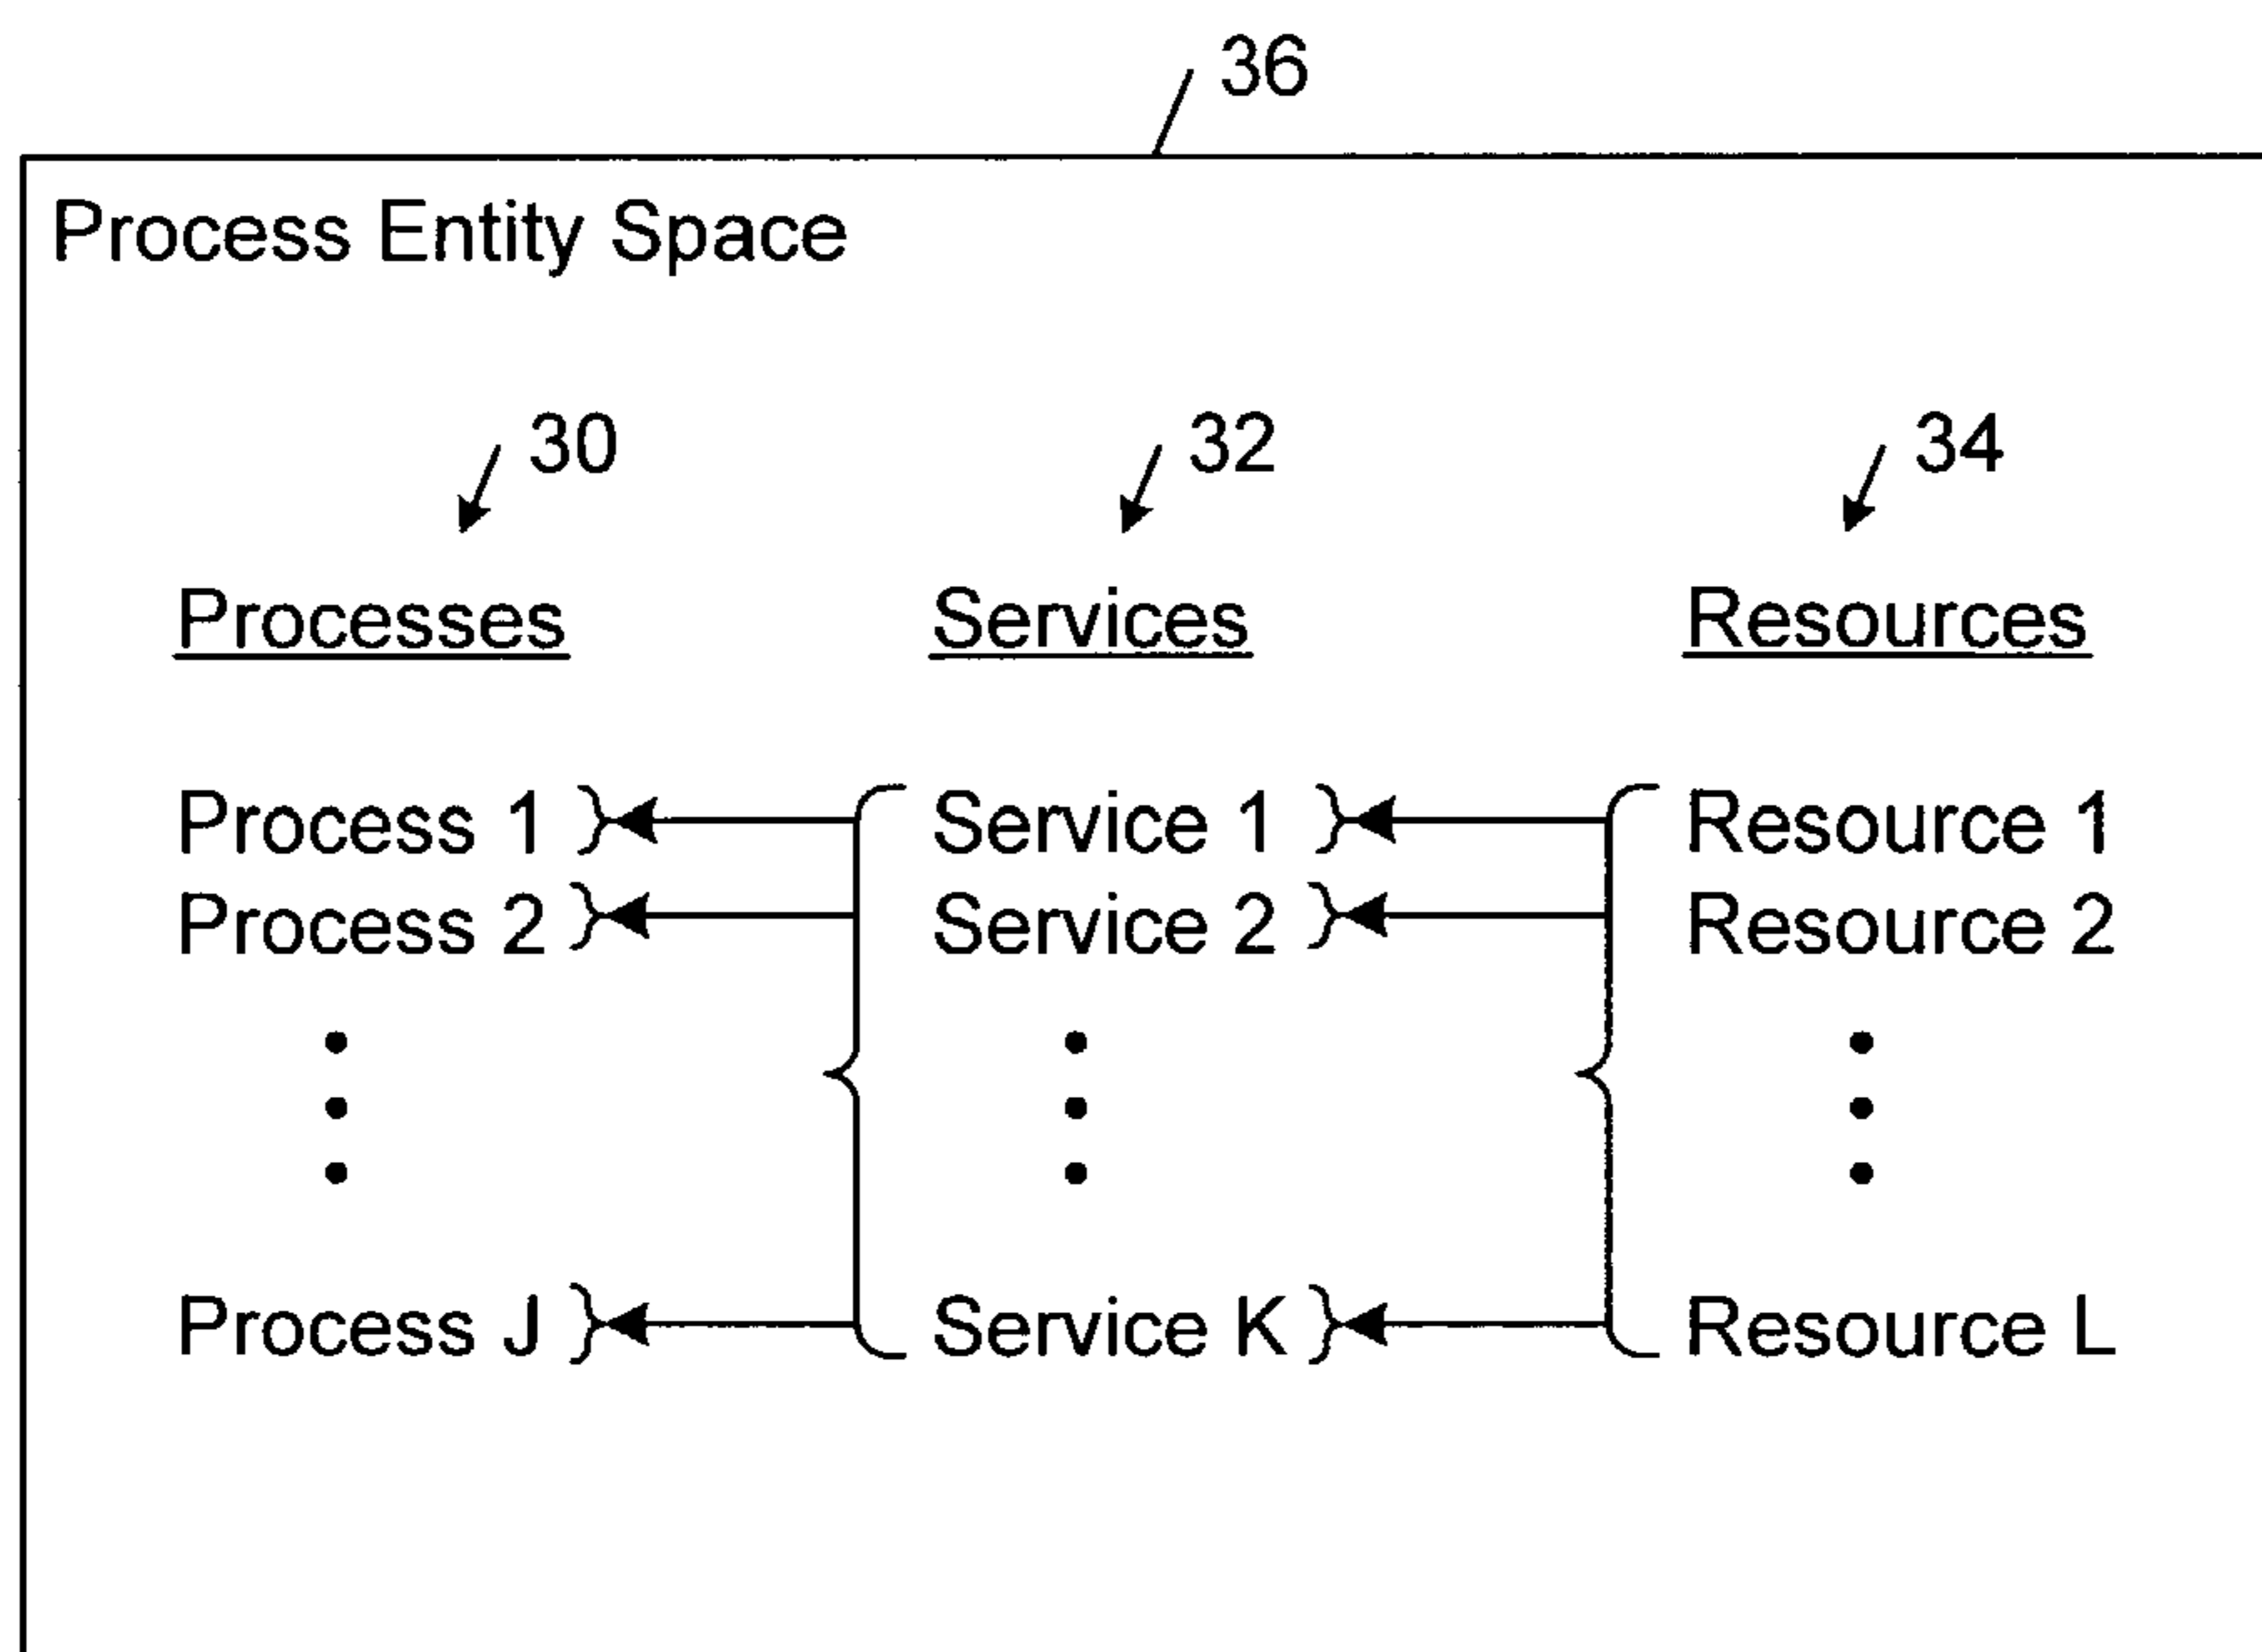 36
Process Entity Space
30 32 34
Processes Services Resources
Process 1 Service 1 Resource 1
Process 2 Service 2 Resource 2
Process J Service K Resource L